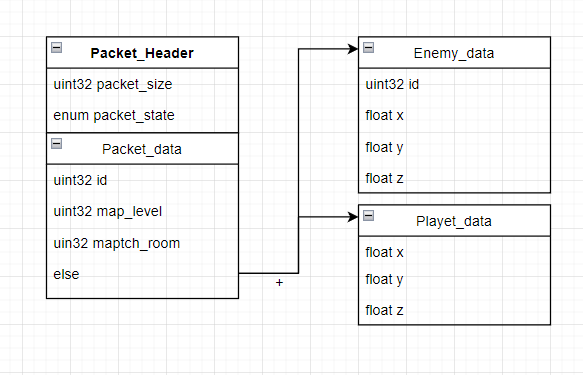 Packet_Header
uint32 packet_size
enum packet_state
Packet_data
uint32 id
uint32 map_level
uin32 maptch_room
else
+
Enemy_data
uint32 id
float x
float y
float z
Playet_data
float x
float y
float z